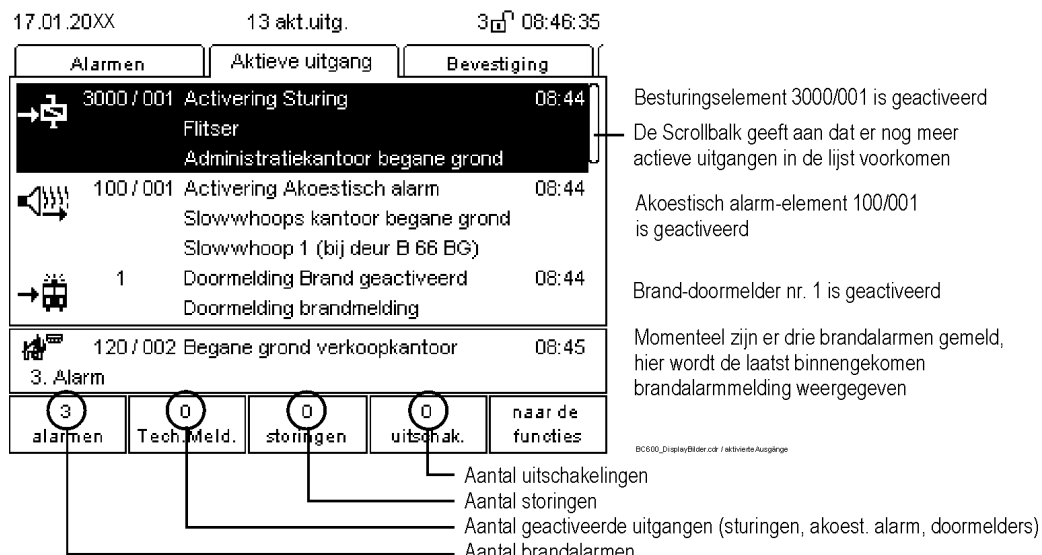 17.01.20XX 13 akt.uitg. 3 08:46:35
Alarmen Aktieve uitgang Bevestiging
3000 / 001 Activering Sturing 08:44
Flitser
Administratiekantoor begane grond
100 / 001 Activering Akoestisch alarm 08:44
Slowwhoops kantoor begane grond
Slowwhoop 1 (bij deur B 66 BG)
1 Doormelding Brand geactiveerd 08:44
Doormelding brandmelding
120 / 002 Begane grond verkoopkantoor 08:45
3. Alarm
3 0 0 0 naar de
alarmen Tech.Meld. storingen uitschak. functies
Besturingselement 3000/001 is geactiveerd
De Scrollbalk geeft aan dat er nog meer
actieve uitgangen in de lijst voorkomen
Akoestisch alarm-element 100/001
is geactiveerd
Brand-doormelder nr. 1 is geactiveerd
Momenteel zijn er drie brandalarmen gemeld,
hier wordt de laatst binnengekomen
brandalarmmelding weergegeven
BC600_DisplayBilder.cdr / aktivierte Ausgänge
Aantal uitschakelingen
Aantal storingen
Aantal geactiveerde uitgangen (sturingen, akoest. alarm, doormelders)
Aantal brandalarmen